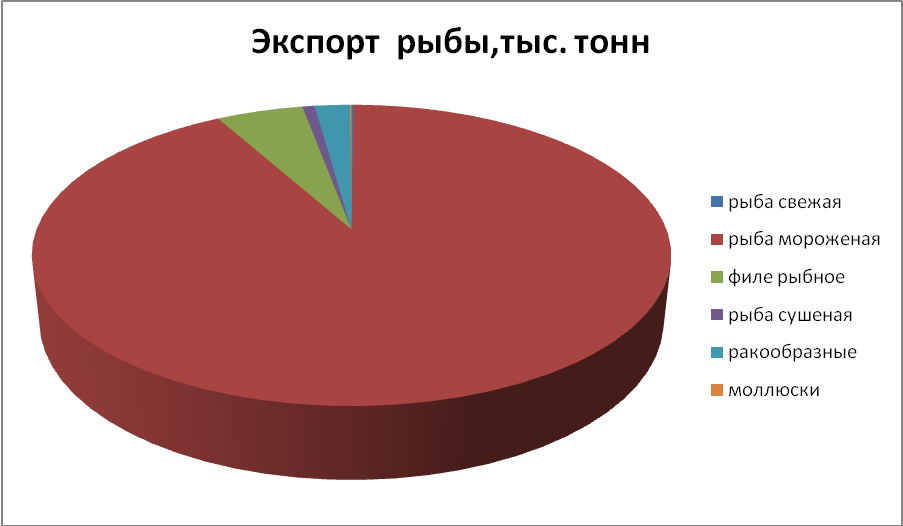 Экспорт рыбы,тыс. тонн
рыба свежая
рыба мороженая
филе рыбное
рыба сушеная
ракообразные
моллюски